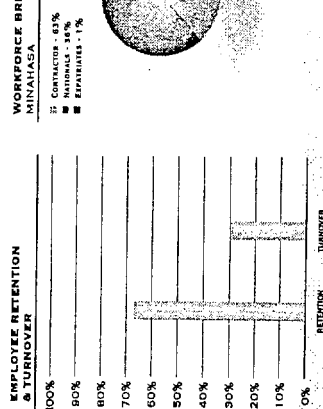 EMPLOYEE RETENTION
& TURNOVER
100%
90%
80%
70%
60%
50%
40%
30%
20%
10%
0%
RETENTION
TURNOVER
WORKFORCE BRE
MINAHASA
CONTRACTOR - 63%
NATIONALS - 36%
EXPATRIATES - 1%